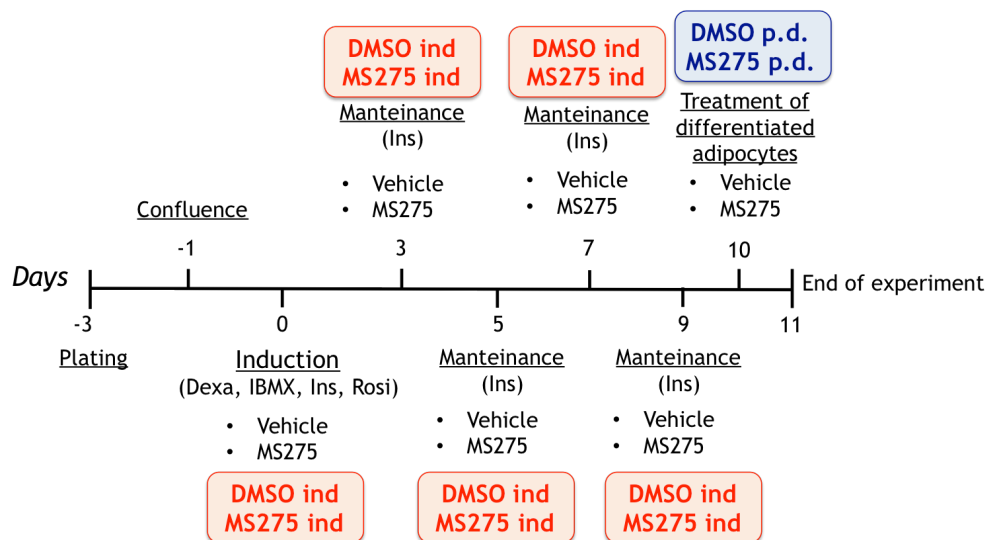 DMSO ind
MS275 ind
Manteinance
(Ins)
• Vehicle
• MS275
DMSO ind
MS275 ind
Manteinance
(Ins)
• Vehicle
• MS275
DMSO p.d.
MS275 p.d.
Treatment of
differentiated
adipocytes
• Vehicle
• MS275
Confluence
-1
3
7
10
Days
End of experiment
-3
0
5
9
11
Plating
Induction
(Dexa, IBMX, Ins, Rosi)
• Vehicle
• MS275
DMSO ind
MS275 ind
Manteinance
(Ins)
• Vehicle
• MS275
DMSO ind
MS275 ind
Manteinance
(Ins)
• Vehicle
• MS275
DMSO ind
MS275 ind